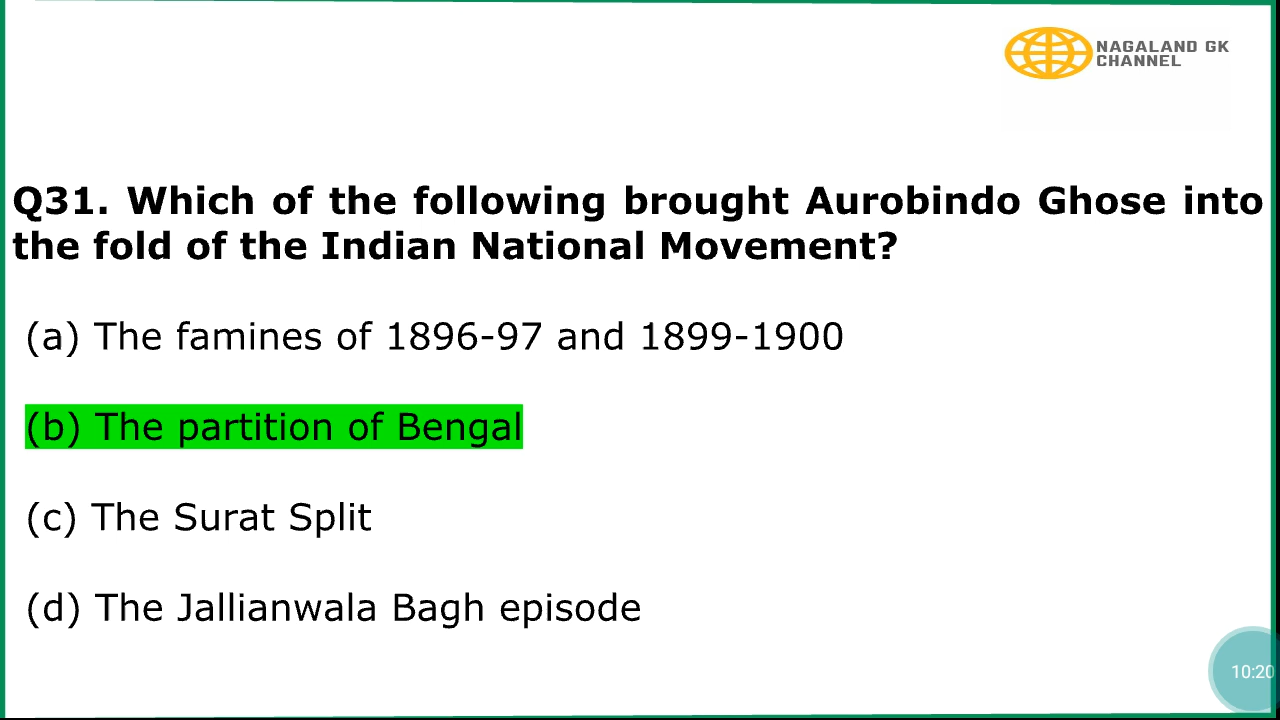 NAGALAND GK
CHANNEL
Q31. Which of the following brought Aurobindo Ghose into
the fold of the Indian National Movement?
(a) The famines of 1896-97 and 1899-1900
(b) The partition of Bengal
(c) The Surat Split
(d) The Jallianwala Bagh episode
10:20